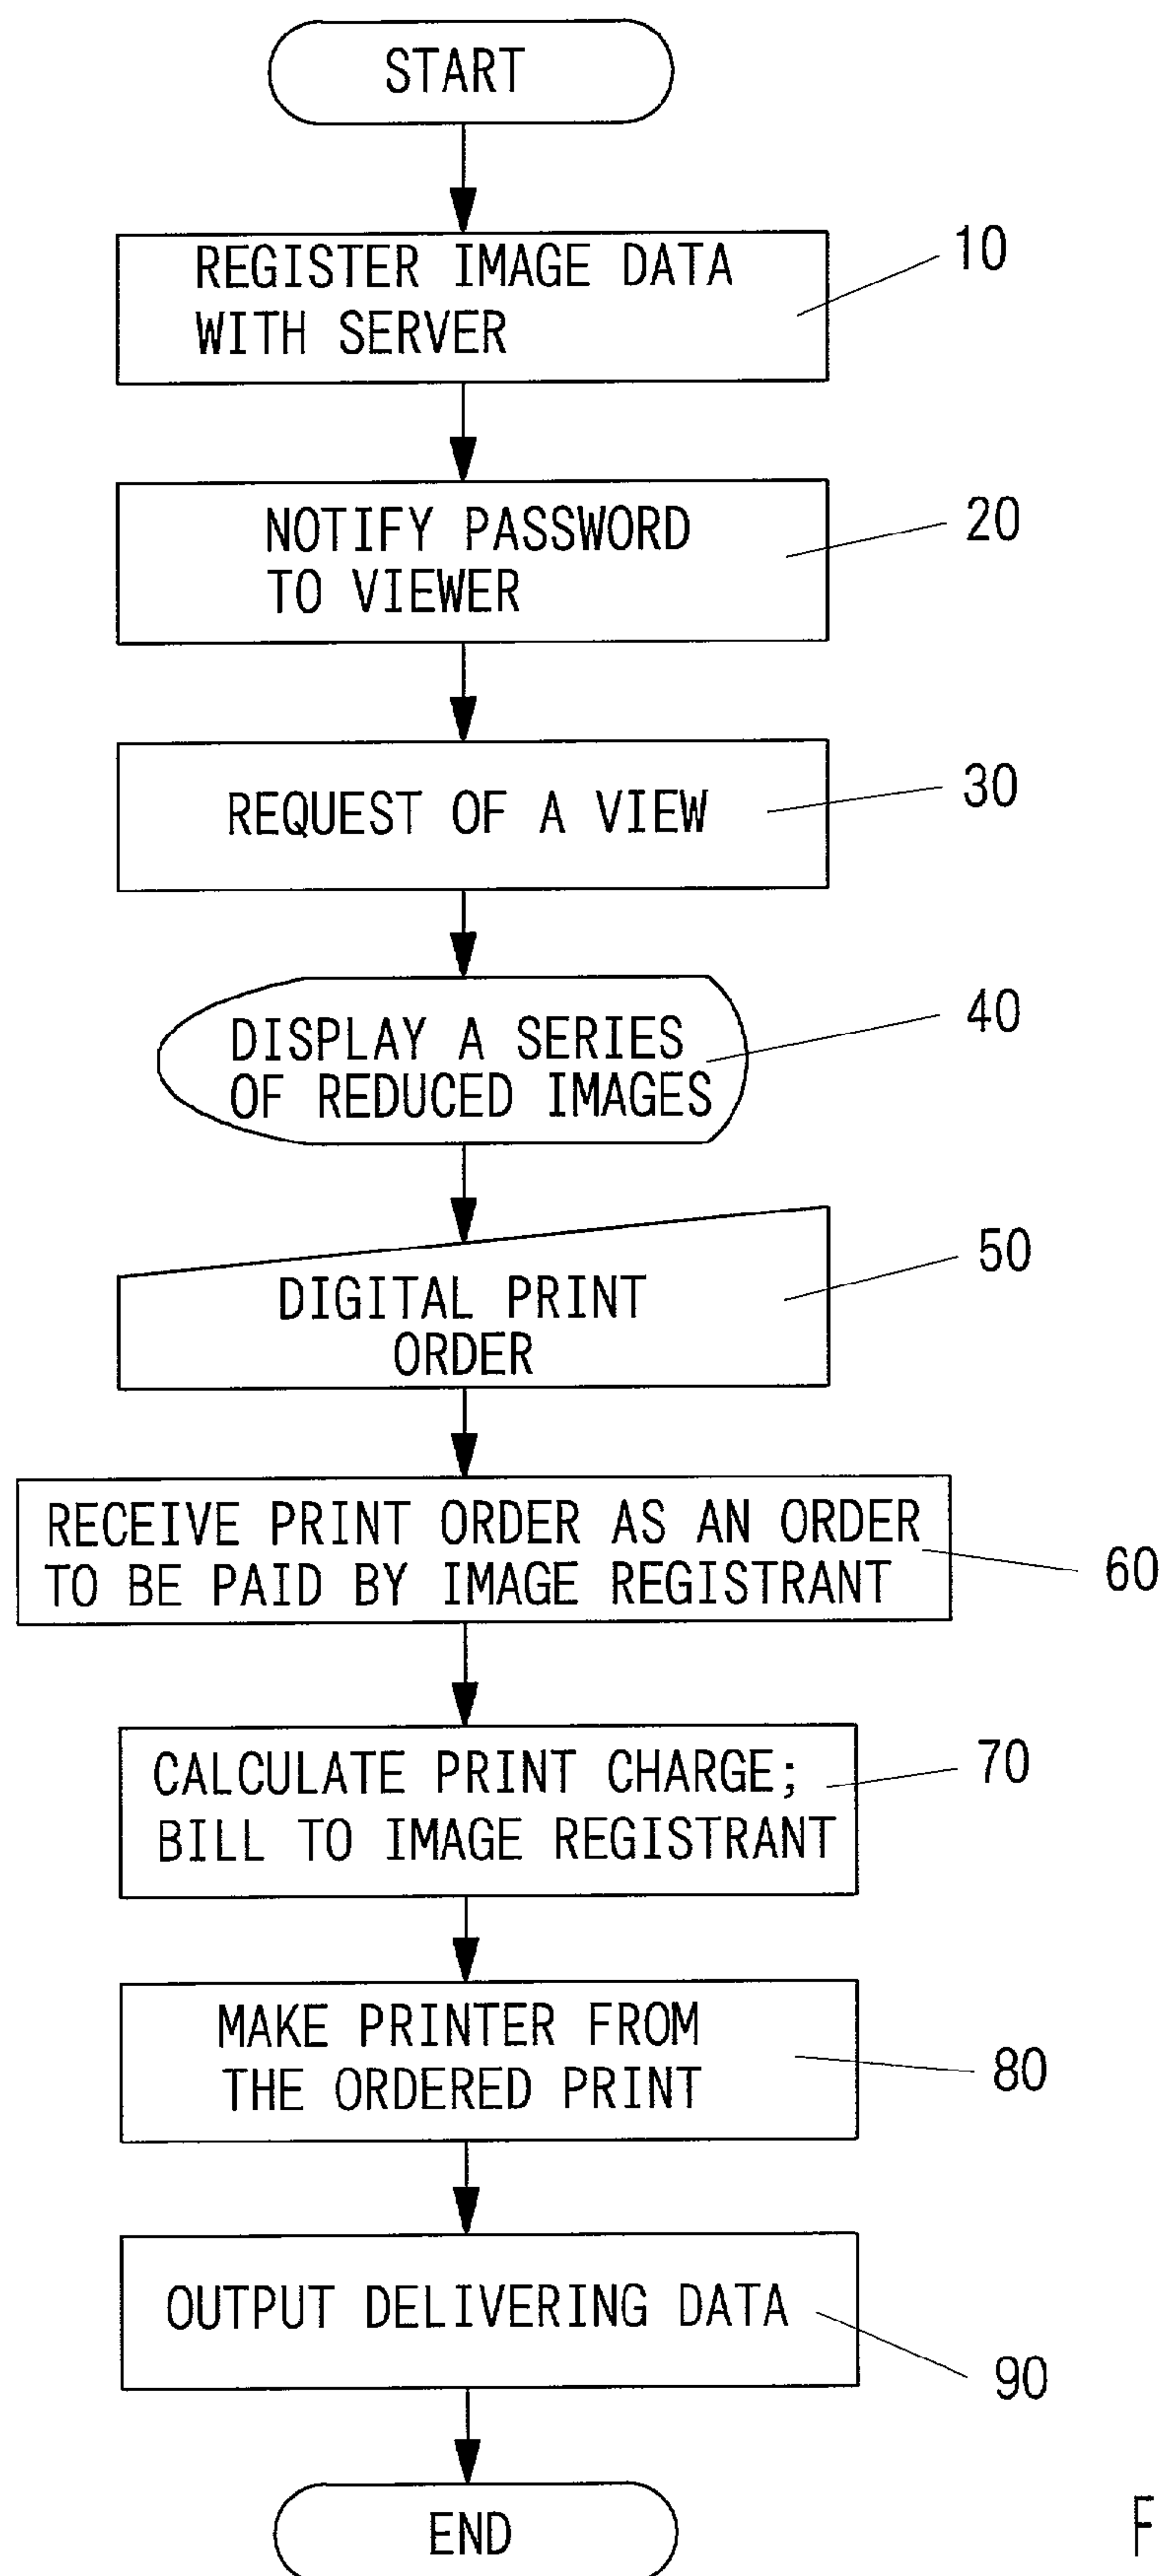 START
REGISTER IMAGE DATA
WITH SERVER
10
NOTIFY PASSWORD
TO VIEWER
20
REQUEST OF A VIEW
30
DISPLAY A SERIES
OF REDUCED IMAGES
40
DIGITAL PRINT
ORDER
50
RECEIVE PRINT ORDER AS AN ORDER
TO BE PAID BY IMAGE REGISTRANT
60
CALCULATE PRINT CHARGE;
BILL TO IMAGE REGISTRANT
70
MAKE PRINTER FROM
THE ORDERED PRINT
80
OUTPUT DELIVERING DATA
90
END
F